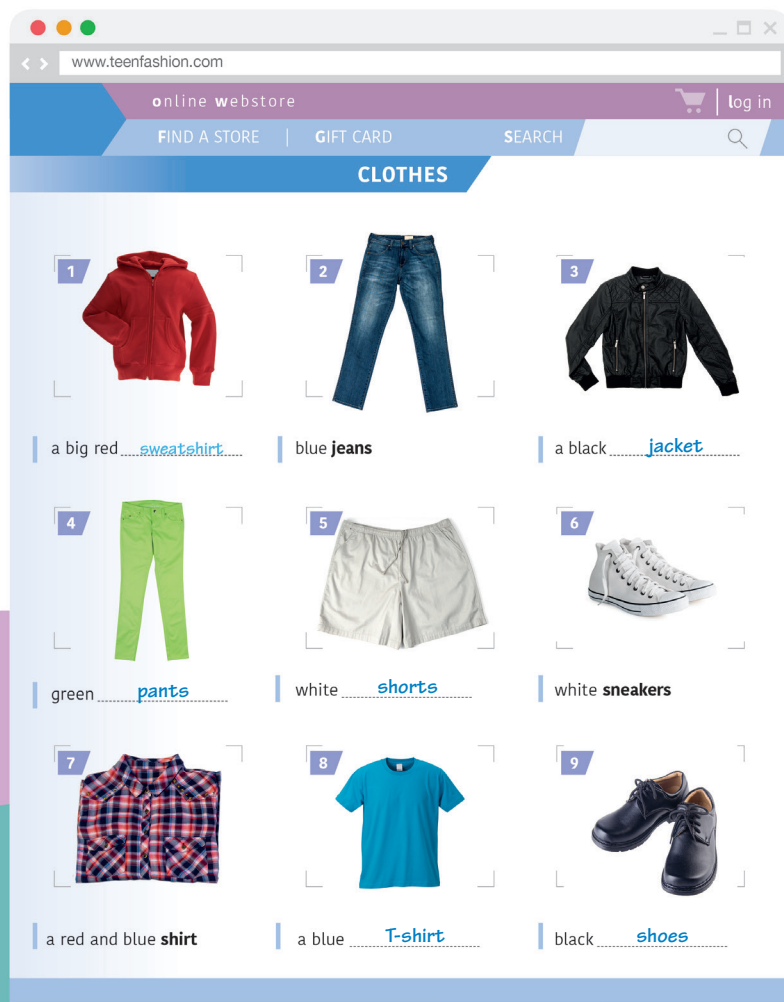 www.teenfashion.com
online webstore
log in
FIND A STORE | GIFT CARD
SEARCH
CLOTHES
1
2
3
a big red sweatshirt
blue jeans
a black jacket
4
5
6
green pants
white shorts
white sneakers
7
8
9
a red and blue shirt
a blue T-shirt
black shoes